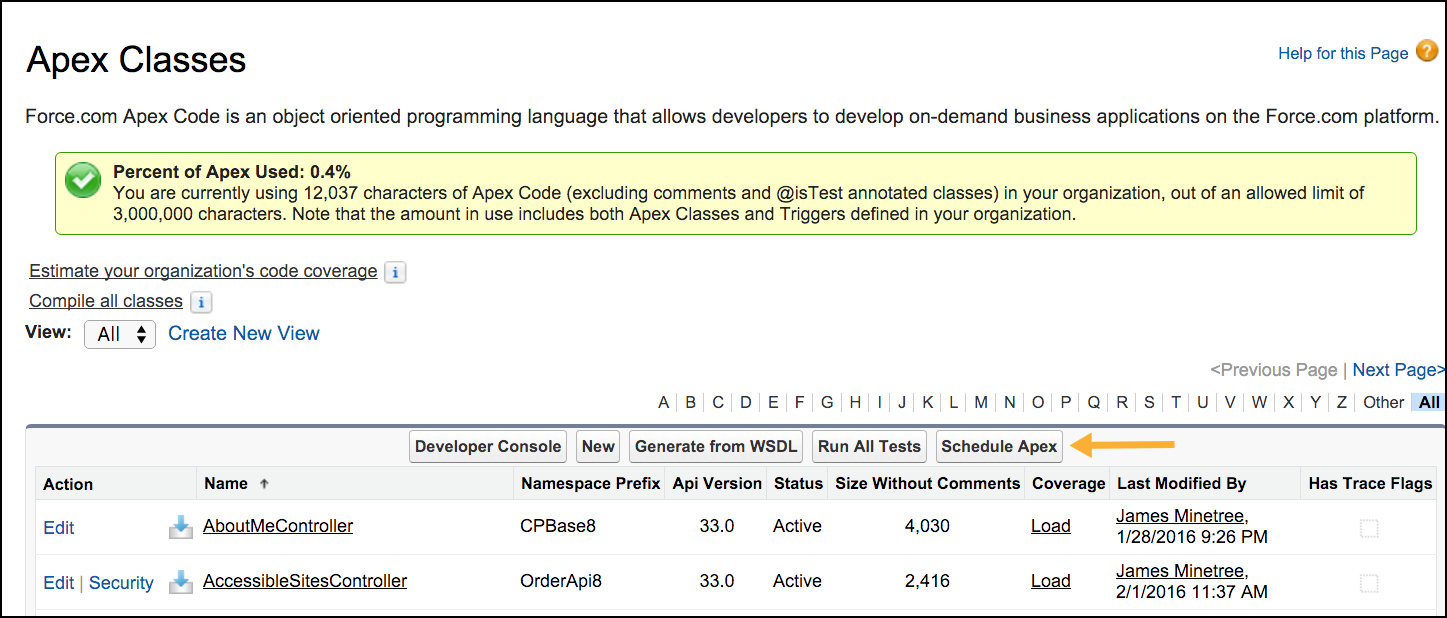 Apex Classes
Help for this Page ?
Force.com Apex Code is an object oriented programming language that allows developers to develop on-demand business applications on the Force.com platform.
Percent of Apex Used: 0.4%
You are currently using 12,037 characters of Apex Code (excluding comments and @isTest annotated classes) in your organization, out of an allowed limit of
3,000,000 characters. Note that the amount in use includes both Apex Classes and Triggers defined in your organization.
Estimate your organization's code coverage i
Compile all classes i
View: All Create New View
<Previous Page | Next Page>
A | B | C | D | E | F | G | H | I | J | K | L | M | N | O | P | Q | R | S | T | U | V | W | X | Y | Z | Other All
Developer Console New Generate from WSDL Run All Tests Schedule Apex
Action Name ↑ Namespace Prefix Api Version Status Size Without Comments Coverage Last Modified By Has Trace Flags
Edit AboutMeController CPBase8 33.0 Active 4,030 Load James Minetree,
1/28/2016 9:26 PM
Edit | Security AccessibleSitesController OrderApi8 33.0 Active 2,416 Load James Minetree,
2/1/2016 11:37 AM